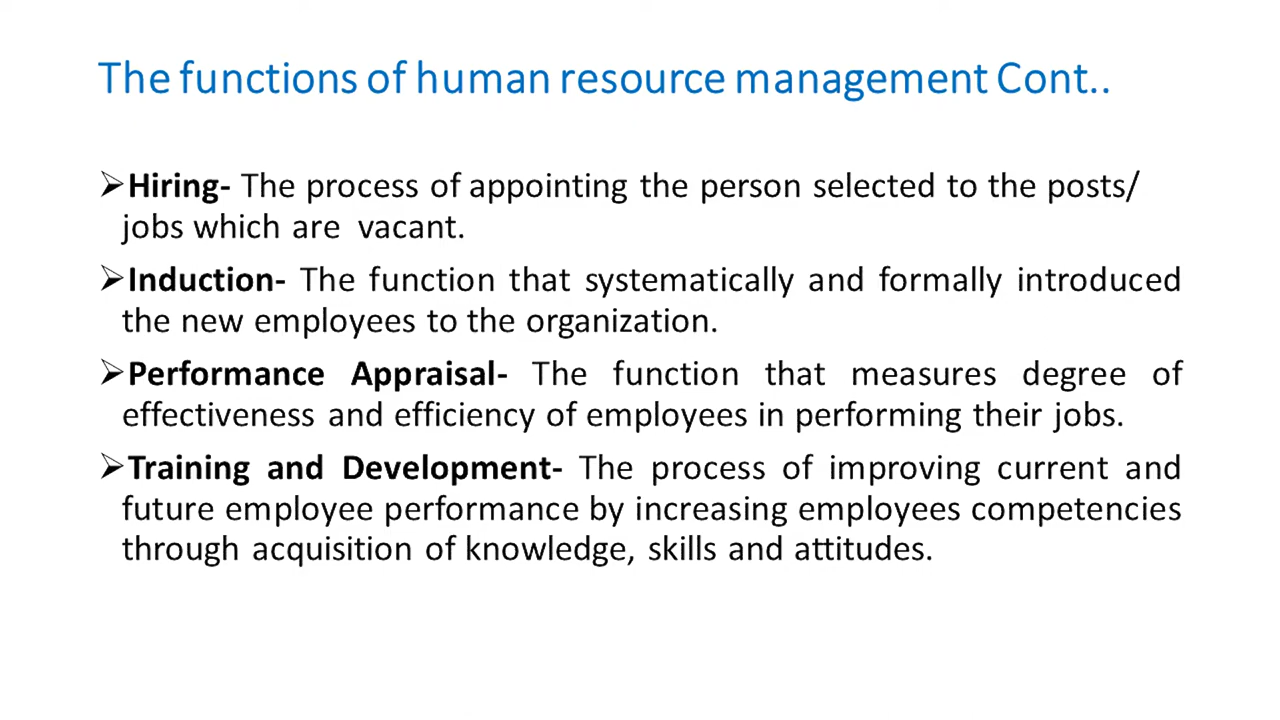 The functions of human resource management Cont..
➢Hiring- The process of appointing the person selected to the posts/
jobs which are vacant.
➢Induction- The function that systematically and formally introduced
the new employees to the organization.
➢Performance Appraisal- The function that measures degree of
effectiveness and efficiency of employees in performing their jobs.
➢Training and Development- The process of improving current and
future employee performance by increasing employees competencies
through acquisition of knowledge, skills and attitudes.